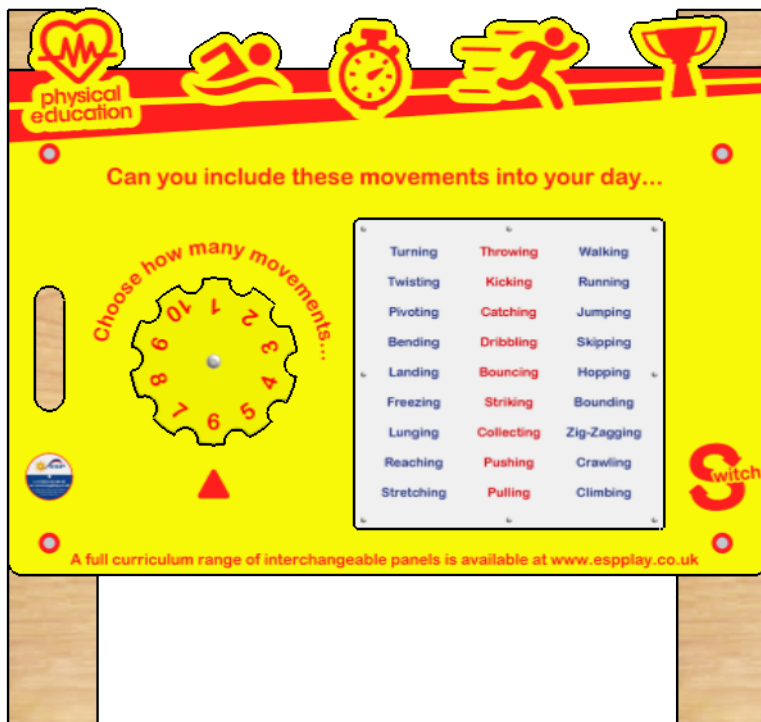 physical
education
Can you include these movements into your day...
Choose how many movements...
1
2
3
4
5
6
7
8
9
10
Turning Throwing Walking
Twisting Kicking Running
Pivoting Catching Jumping
Bending Dribbling Skipping
Landing Bouncing Hopping
Freezing Striking Bounding
Lunging Collecting Zig-Zagging
Reaching Pushing Crawling
Stretching Pulling Climbing
ESP
Switch
A full curriculum range of interchangeable panels is available at www.espplay.co.uk